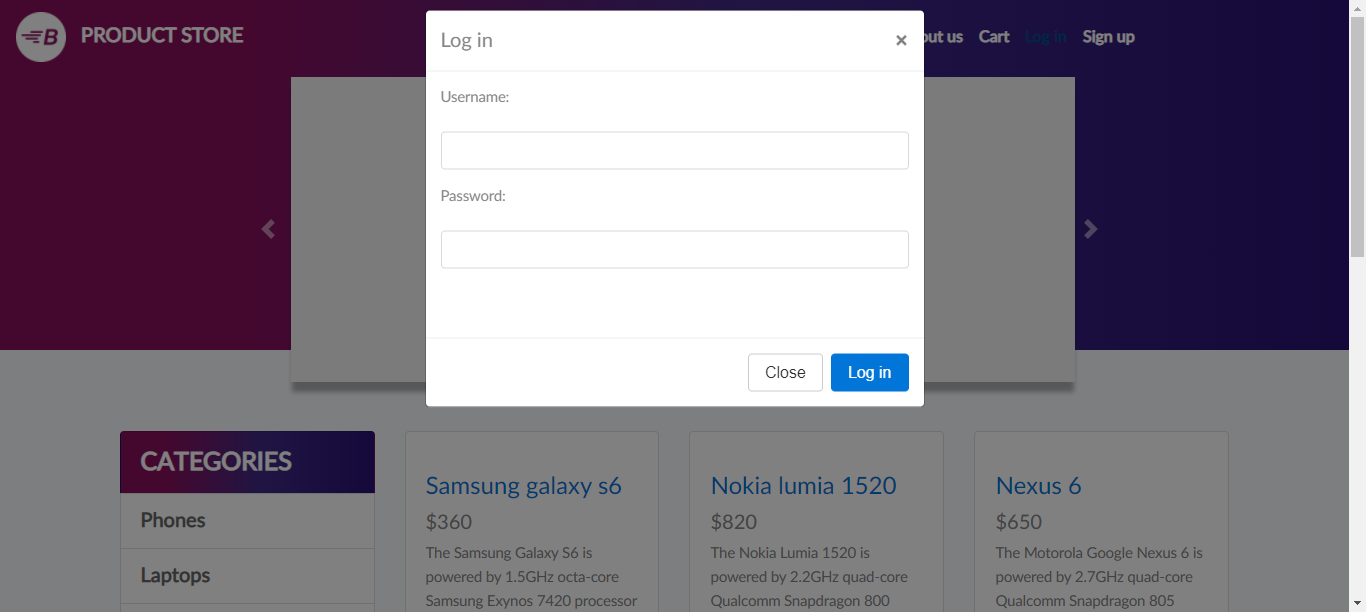 B PRODUCT STORE
out us Cart Log in Sign up
Log in ×
Username:
Password:
Close Log in
CATEGORIES
Phones
Laptops
Samsung galaxy s6
$360
The Samsung Galaxy S6 is
powered by 1.5GHz octa-core
Samsung Exynos 7420 processor
Nokia lumia 1520
$820
The Nokia Lumia 1520 is
powered by 2.2GHz quad-core
Qualcomm Snapdragon 800
Nexus 6
$650
The Motorola Google Nexus 6 is
powered by 2.7GHz quad-core
Qualcomm Snapdragon 805